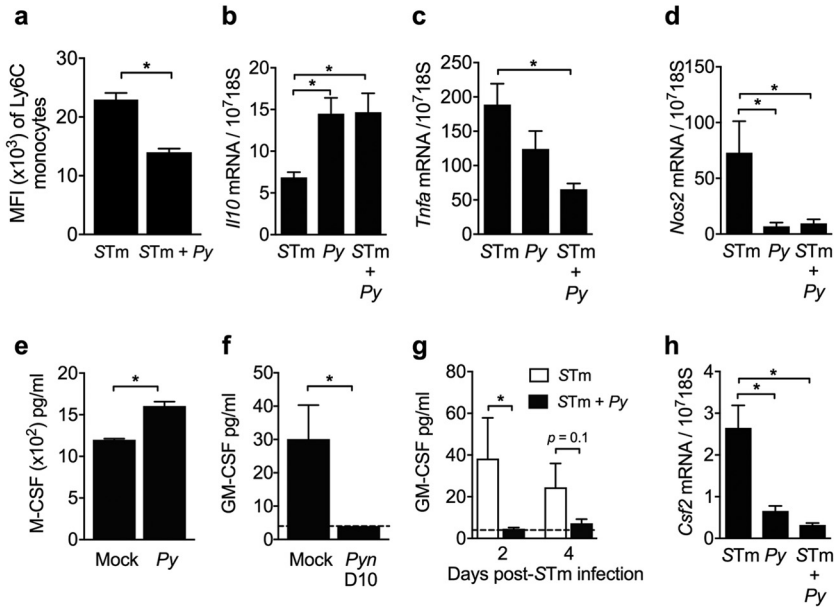 a
MFI (x10³) of Ly6C
monocytes
30
20
10
0
*
STm STm + Py
b
Il10 mRNA / 10⁷18S
20
15
10
5
0
*
*
STm Py STm
+
Py
c
Tnfa mRNA /10⁷18S
250
200
150
100
50
0
*
STm Py STm
+
Py
d
Nos2 mRNA /10⁷18S
150
100
50
0
*
*
STm Py STm
+
Py
e
M-CSF (x10²) pg/ml
20
15
10
5
0
*
Mock Py
f
GM-CSF pg/ml
50
40
30
20
10
0
*
Mock Pyn
D10
g
GM-CSF pg/ml
80
60
40
20
0
STm
STm + Py
*
p = 0.1
2 4
Days post-STm infection
h
Csf2 mRNA / 10⁷18S
4
3
2
1
0
*
*
STm Py STm
+
Py